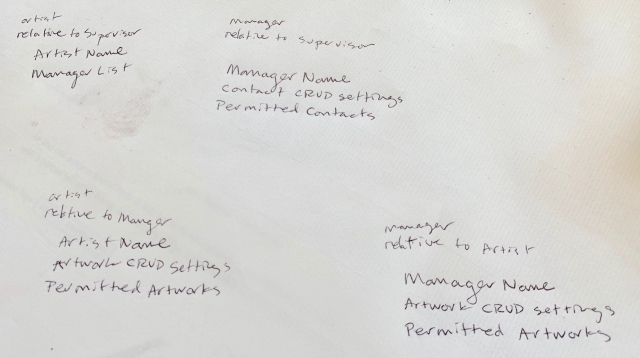 artist
relative to Supervisor
Artist Name
Manager List
manager
relative to supervisor
Manager Name
Contact CRUD settings
Permitted Contacts
artist
reltive to Manger
Artist Name
Artwork CRUD Settings
Permitted Artworks
manager
relative to Artist
Manager Name
Artwork CRUD settings
Permitted Artworks